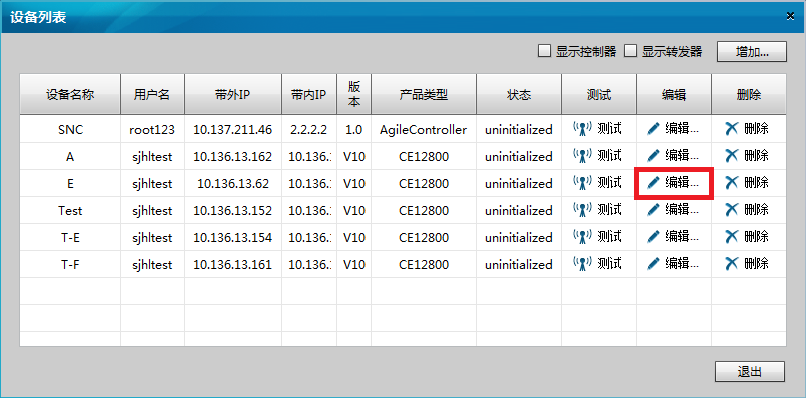 设备列表
显示控制器 显示转发器 增加...
设备名称 用户名 带外IP 带内IP 版本 产品类型 状态 测试 编辑 删除
SNC root123 10.137.211.46 2.2.2.2 1.0 AgileController uninitialized 测试 编辑... 删除
A sjhltest 10.136.13.162 10.136.: V10 CE12800 uninitialized 测试 编辑... 删除
E sjhltest 10.136.13.62 10.136.: V10 CE12800 uninitialized 测试 编辑... 删除
Test sjhltest 10.136.13.152 10.136.: V10 CE12800 uninitialized 测试 编辑... 删除
T-E sjhltest 10.136.13.154 10.136.: V10 CE12800 uninitialized 测试 编辑... 删除
T-F sjhltest 10.136.13.161 10.136.: V10 CE12800 uninitialized 测试 编辑... 删除
退出